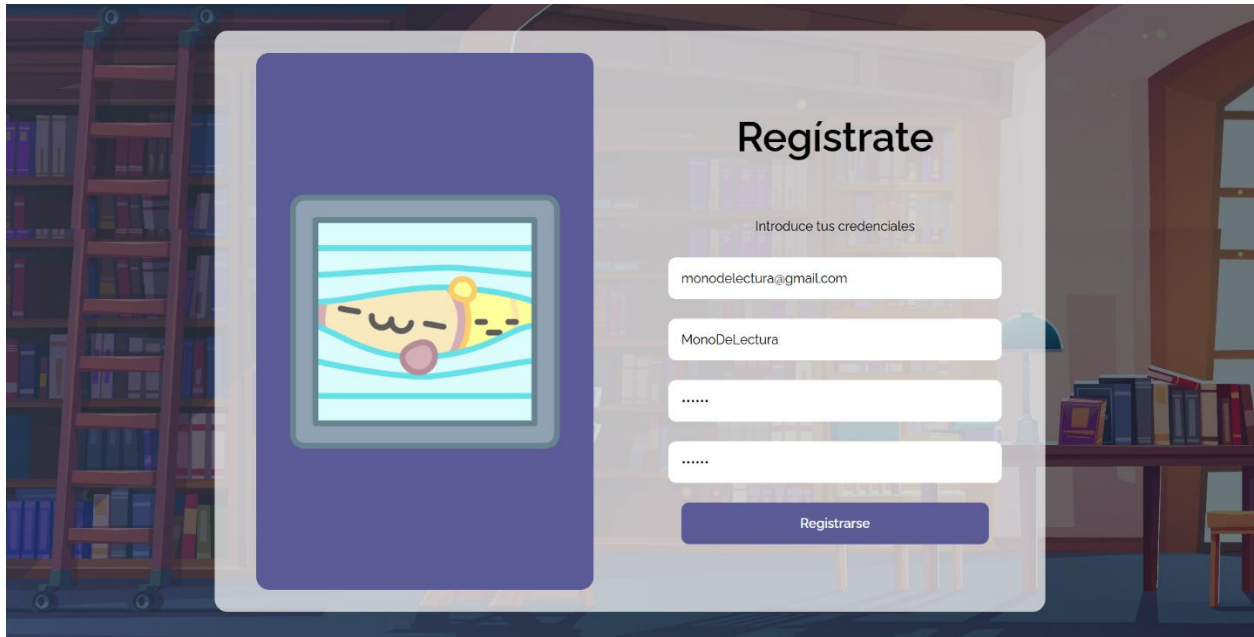 Regístrate
Introduce tus credenciales
monodelectura@gmail.com
MonoDeLectura
••••••
••••••
Registrarse